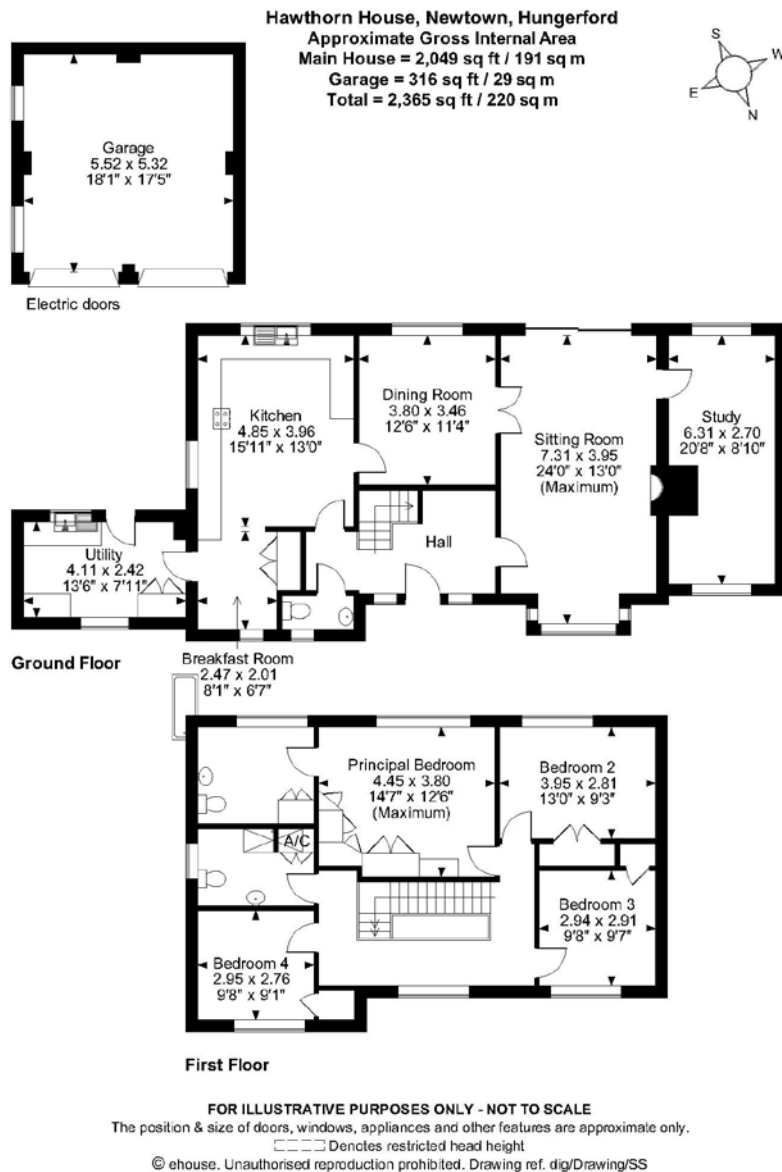 Hawthorn House, Newtown, Hungerford
Approximate Gross Internal Area
Main House = 2,049 sq ft / 191 sq m
Garage = 316 sq ft / 29 sq m
Total = 2,365 sq ft / 220 sq m
S
W
E
N
Garage
5.52 x 5.32
18'1" x 17'5"
Electric doors
Kitchen
4.85 x 3.96
15'11" x 13'0"
Dining Room
3.80 x 3.46
12'6" x 11'4"
Sitting Room
7.31 x 3.95
24'0" x 13'0"
(Maximum)
Study
6.31 x 2.70
20'8" x 8'10"
Hall
Utility
4.11 x 2.42
13'6" x 7'11"
Ground Floor
Breakfast Room
2.47 x 2.01
8'1" x 6'7"
Principal Bedroom
4.45 x 3.80
14'7" x 12'6"
(Maximum)
Bedroom 2
3.95 x 2.81
13'0" x 9'3"
A/C
Bedroom 3
2.94 x 2.91
9'8" x 9'7"
Bedroom 4
2.95 x 2.76
9'8" x 9'1"
First Floor
FOR ILLUSTRATIVE PURPOSES ONLY - NOT TO SCALE
The position & size of doors, windows, appliances and other features are approximate only.
Denotes restricted head height
© ehouse. Unauthorised reproduction prohibited. Drawing ref. dig/Drawing/SS